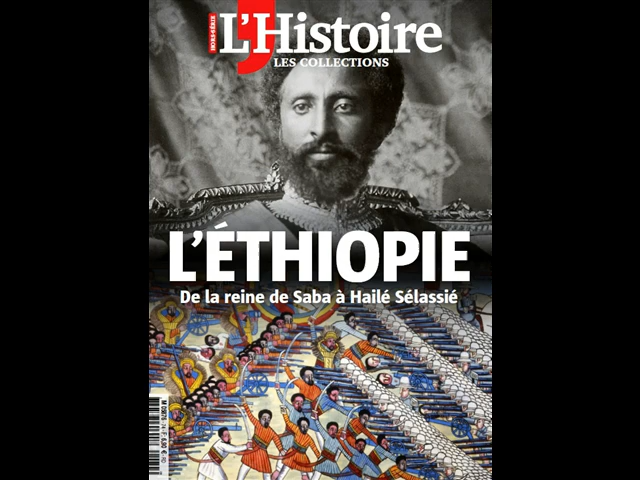 HORS-SÉRIE
L'Histoire
LES COLLECTIONS
L'ÉTHIOPIE
De la reine de Saba à Hailé Sélassié